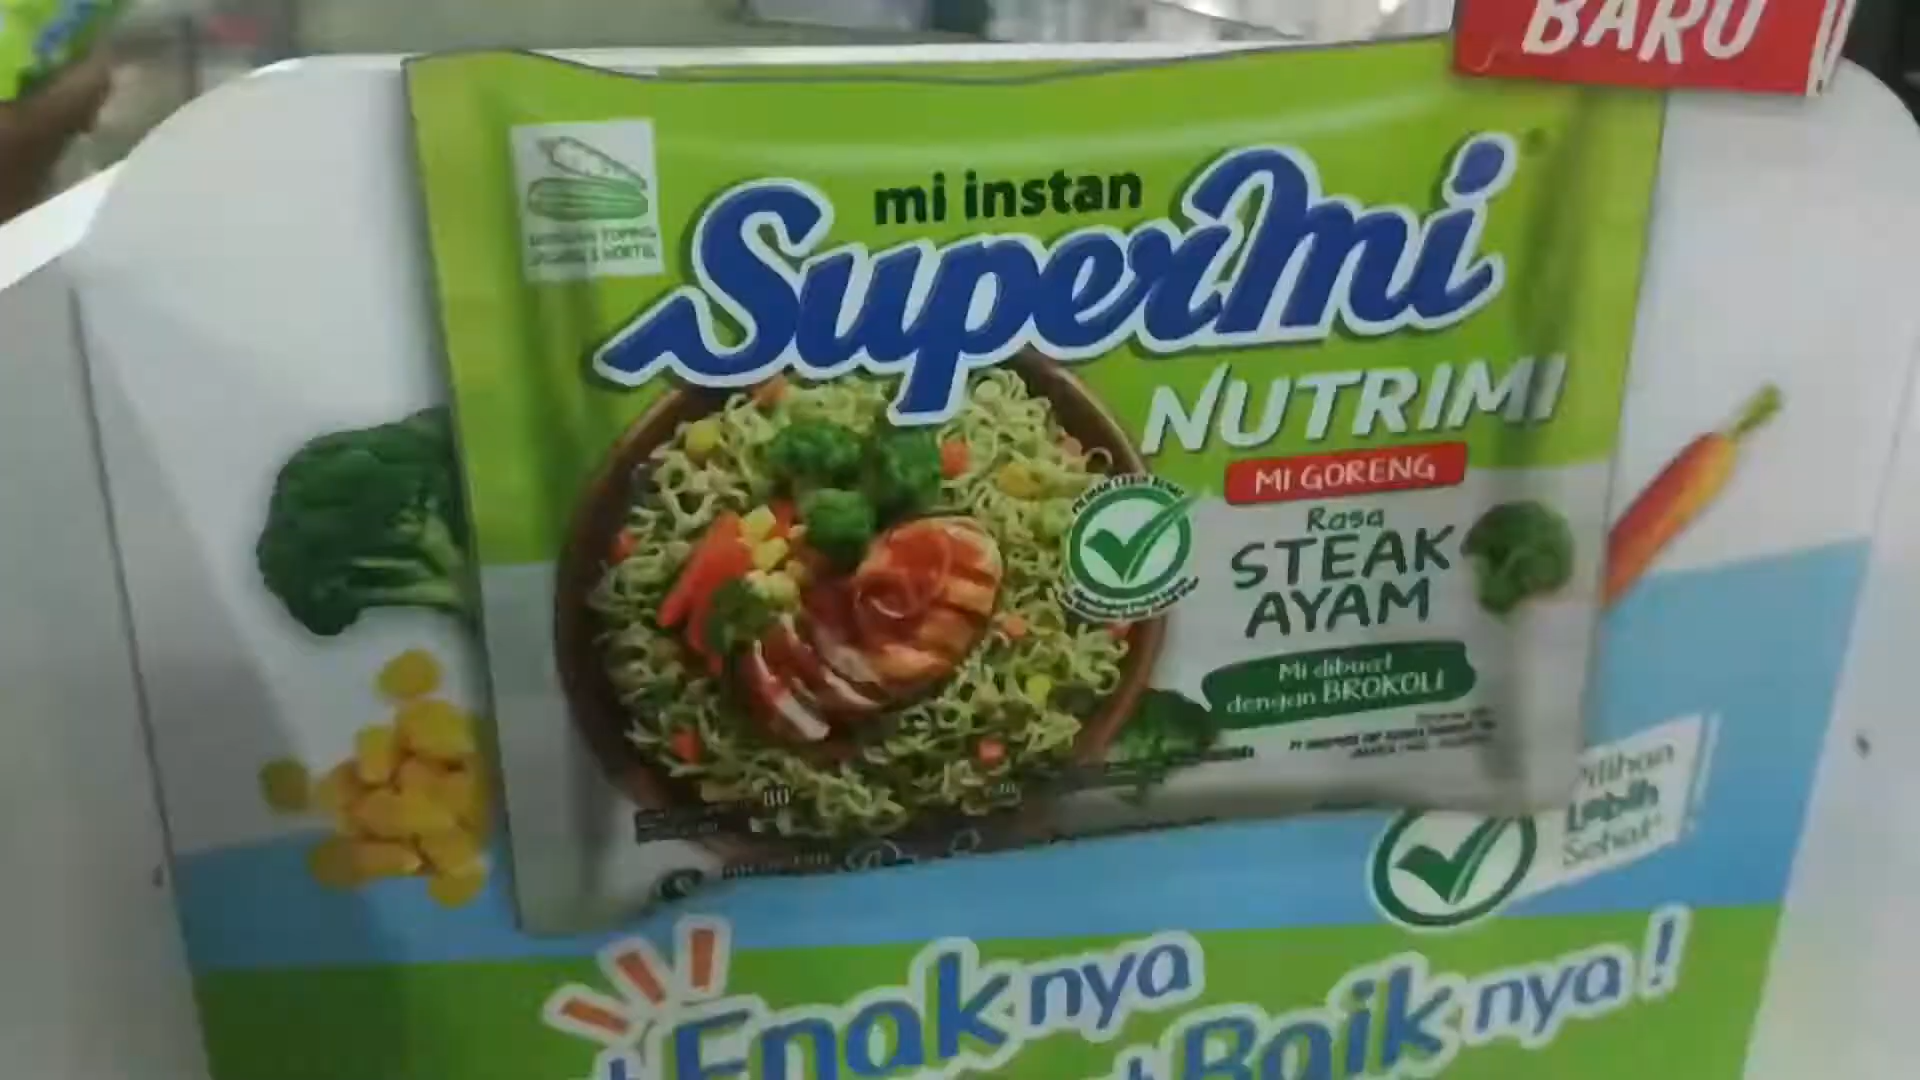 BARU
mi instan
SuperMi
NUTRIMI
MI GORENG
Rasa
STEAK
AYAM
Mi dibuat
dengan BROKOLI
Pilihan
Lebih
Sehat
Enaknya
Baiknya!